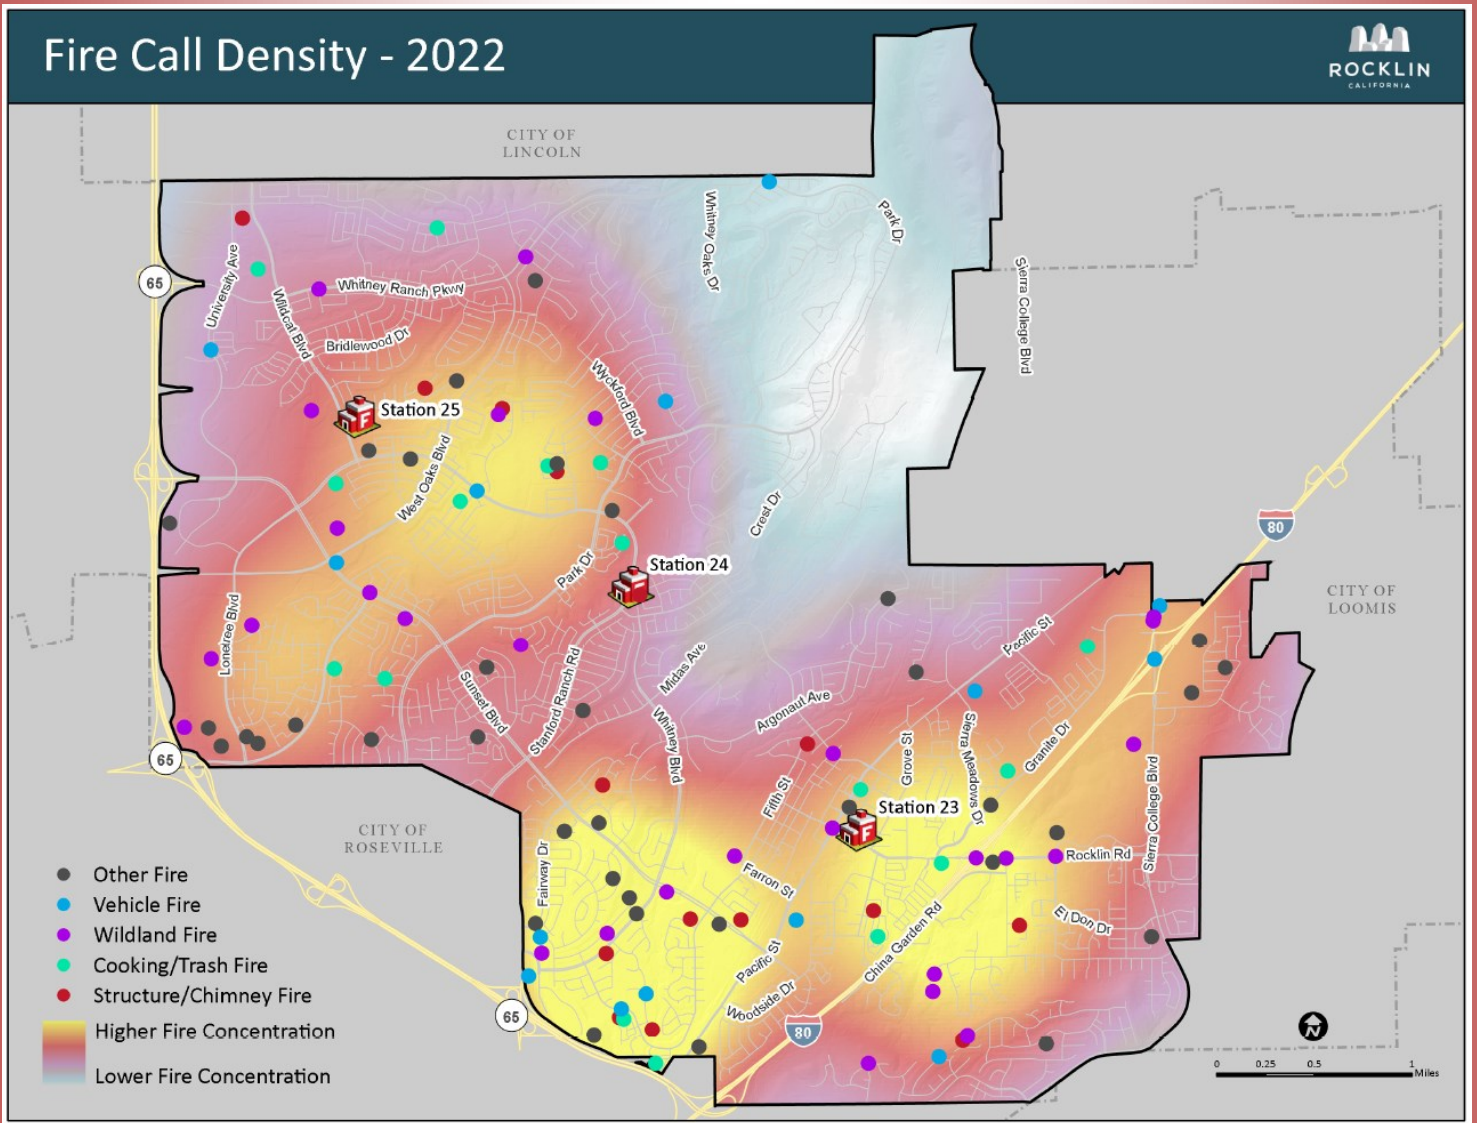 Fire Call Density - 2022
ROCKLIN
CALIFORNIA
CITY OF
LINCOLN
Whitney Oaks Dr
Park Dr
Sierra College Blvd
University Ave
65
Wildcat Blvd
Whitney Ranch Pkwy
Bridlewood Dr
Wyckford Blvd
F
Station 25
West Oaks Blvd
Crest Dr
80
Park Dr
Station 24
CITY OF
LOOMIS
Lonetree Blvd
Pacific St
Midas Ave
Sunset Blvd
Stanford Ranch Rd
Argonaut Ave
Whitney Blvd
Sierra Meadows Dr
Granite Dr
Grove St
65
Fifth St
Station 23
F
Sierra College Blvd
CITY OF
ROSEVILLE
Rocklin Rd
Fairway Dr
Farron St
El Don Dr
China Garden Rd
Pacific St
Woodside Dr
65
80
Other Fire
Vehicle Fire
Wildland Fire
Cooking/Trash Fire
Structure/Chimney Fire
Higher Fire Concentration
Lower Fire Concentration
N
0 0.25 0.5 1
Miles